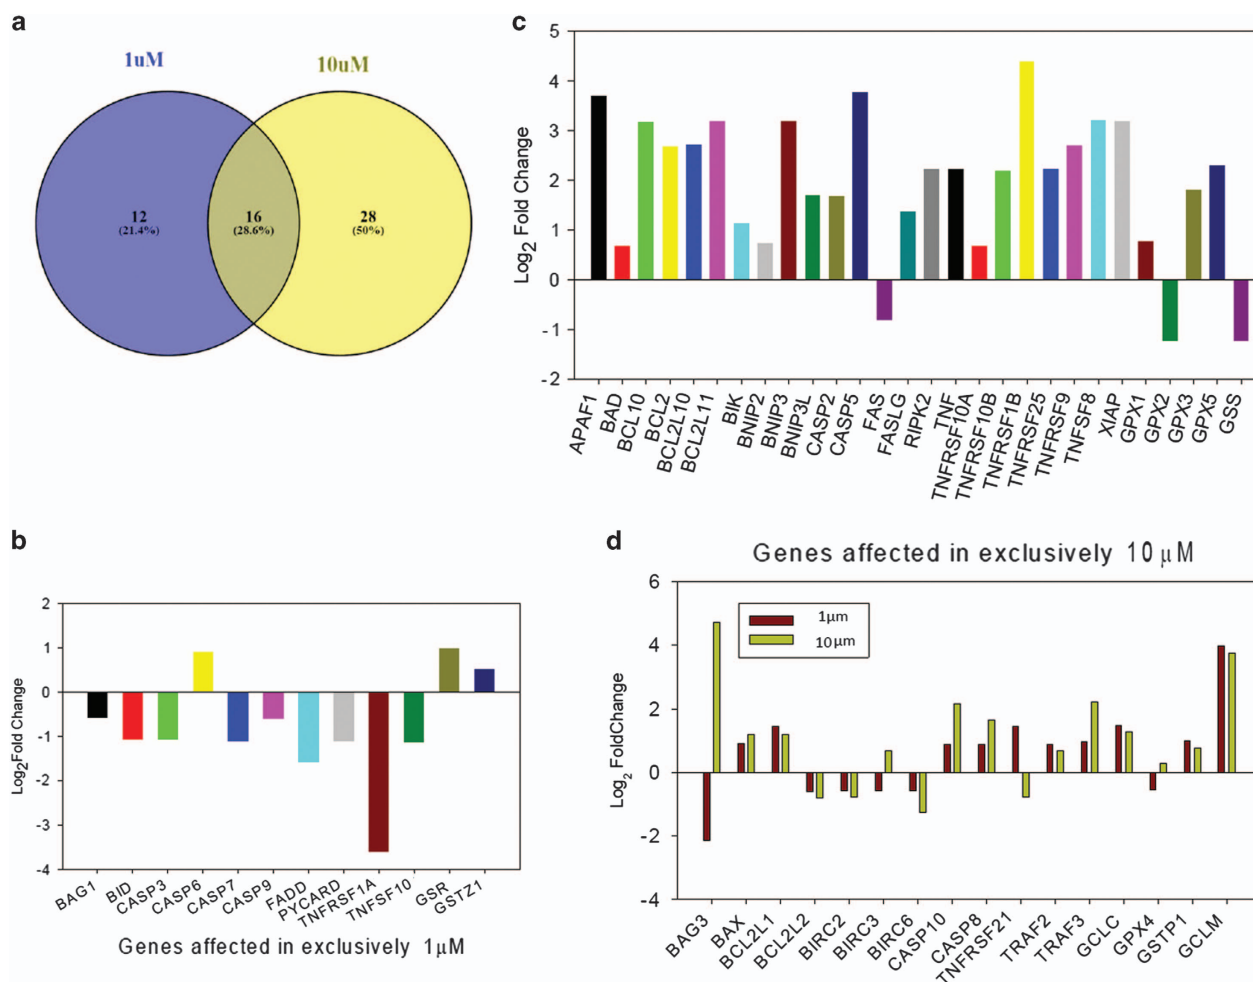 a
1uM
10uM
12
(21.4%)
16
(28.6%)
28
(50%)
c
5
4
3
2
1
0
-1
-2
Log2 Fold Change
APAF1
BAD
BCL10
BCL2
BCL2L10
BCL2L11
BIK
BNIP2
BNIP3
BNIP3L
CASP2
CASP5
FAS
FASLG
RIPK2
TNF
TNFRSF10A
TNFRSF10B
TNFRSF1B
TNFRSF25
TNFRSF9
TNFSF8
XIAP
GPX1
GPX2
GPX3
GPX5
GSS
b
2
1
0
-1
-2
-3
-4
Log2Fold Change
BAG1
BID
CASP3
CASP6
CASP7
CASP9
FADD
PYCARD
TNFRSF1A
TNFSF10
GSR
GSTZ1
Genes affected in exclusively 1µM
d
Genes affected in exclusively 10 µM
6
4
2
0
-2
-4
Log2 FoldChange
1µm
10µm
BAG3
BAX
BCL2L1
BCL2L2
BIRC2
BIRC3
BIRC6
CASP10
CASP8
TNFRSF21
TRAF2
TRAF3
GCLC
GPX4
GSTP1
GCLM